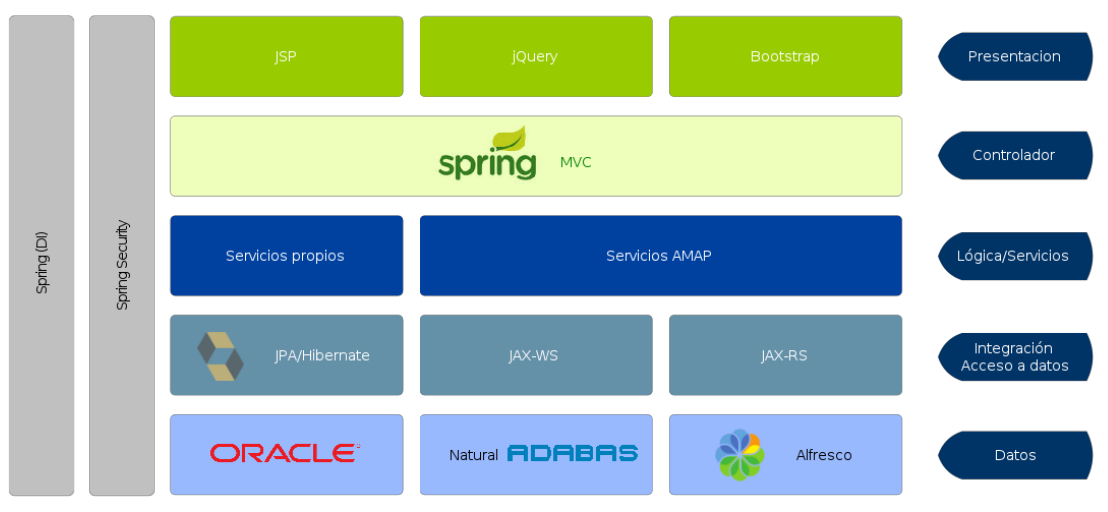 Spring (DI)
Spring Security
JSP
jQuery
Bootstrap
Presentacion
spring
MVC
Controlador
Servicios propios
Servicios AMAP
Lógica/Servicios
JPA/Hibernate
JAX-WS
JAX-RS
Integración
Acceso a datos
ORACLE
Natural ADABAS
Alfresco
Datos